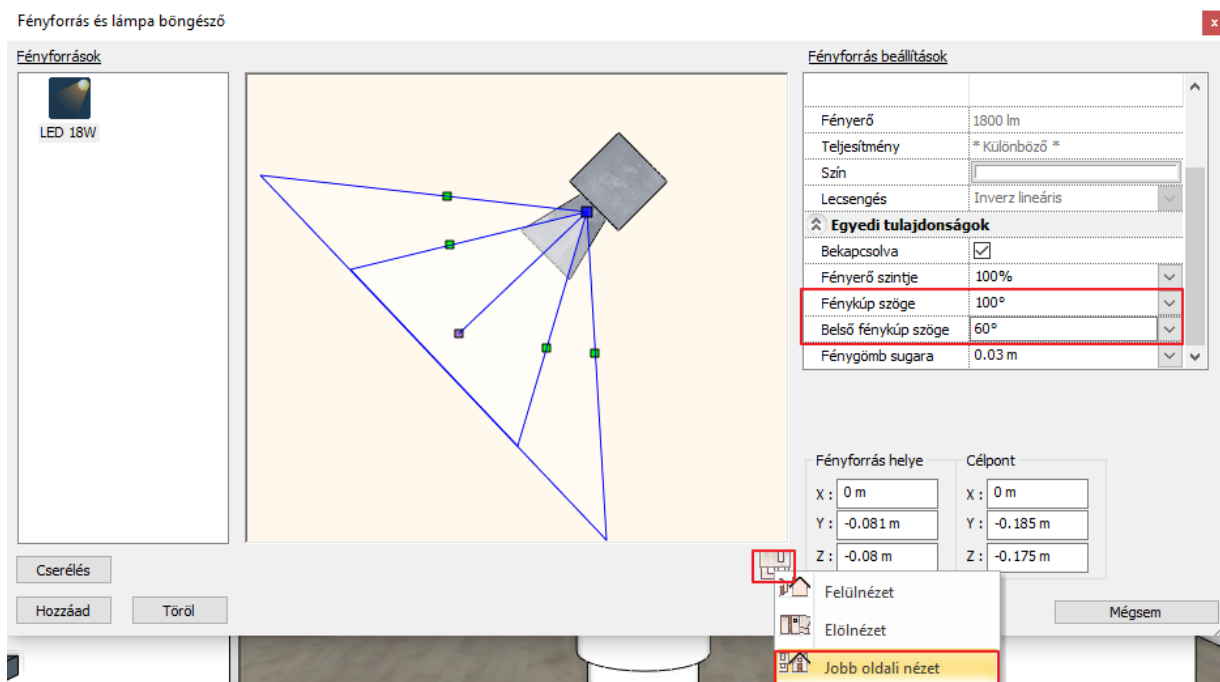 Fényforrás és lámpa böngésző
x
Fényforrások
LED 18W
Fényforrás beállítások
Fényerő 1800 lm
Teljesítmény * Különböző *
Szín
Lecsengés Inverz lineáris
Egyedi tulajdonságok
Bekapcsolva
Fényerő szintje 100%
Fénykúp szöge 100°
Belső fénykúp szöge 60°
Fénygömb sugara 0.03 m
Fényforrás helye Célpont
X : 0 m X : 0 m
Y : -0.081 m Y : -0.185 m
Z : -0.08 m Z : -0.175 m
Cserélés
Hozzáad Töröl
Mégsem
Felülnézet
Elölnézet
Jobb oldali nézet